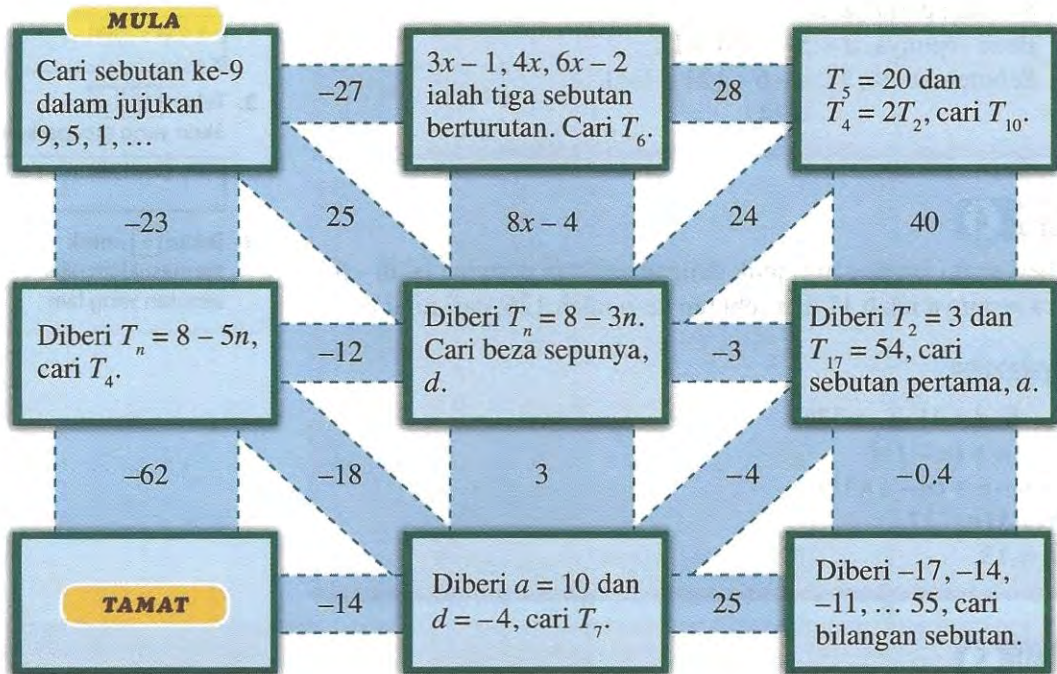 MULA
Cari sebutan ke-9
dalam jujukan
9, 5, 1, …
–27
3x – 1, 4x, 6x – 2
ialah tiga sebutan
berturutan. Cari T₆.
28
T₅ = 20 dan
T₄ = 2T₂, cari T₁₀.
–23
25
8x – 4
24
40
Diberi Tₙ = 8 – 5n,
cari T₄.
–12
Diberi Tₙ = 8 – 3n.
Cari beza sepunya,
d.
–3
Diberi T₂ = 3 dan
T₁₇ = 54, cari
sebutan pertama, a.
–62
–18
3
–4
–0.4
TAMAT
–14
Diberi a = 10 dan
d = –4, cari T₇.
25
Diberi –17, –14,
–11, … 55, cari
bilangan sebutan.